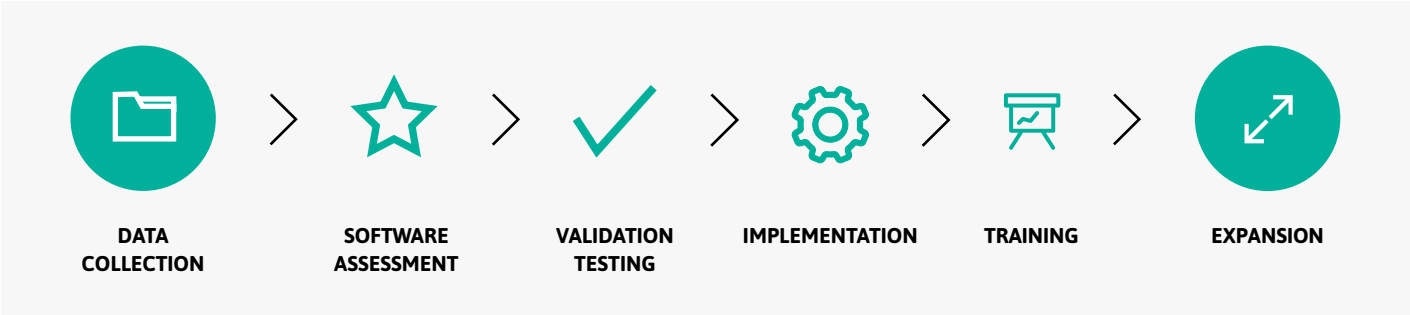 DATA
COLLECTION
SOFTWARE
ASSESSMENT
VALIDATION
TESTING
IMPLEMENTATION
TRAINING
EXPANSION